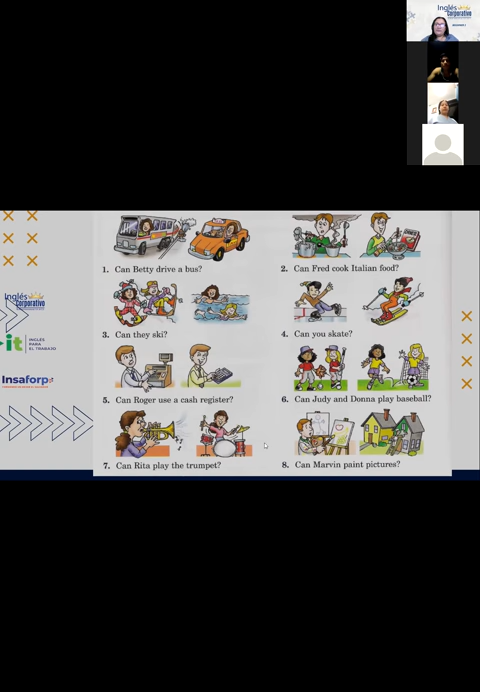 Inglés
Corporativo
1. Can Betty drive a bus?
2. Can Fred cook Italian food?
3. Can they ski?
4. Can you skate?
5. Can Roger use a cash register?
6. Can Judy and Donna play baseball?
7. Can Rita play the trumpet?
8. Can Marvin paint pictures?
Inglés
Corporativo
it
INGLÉS
PARA
EL TRABAJO
Insaforp